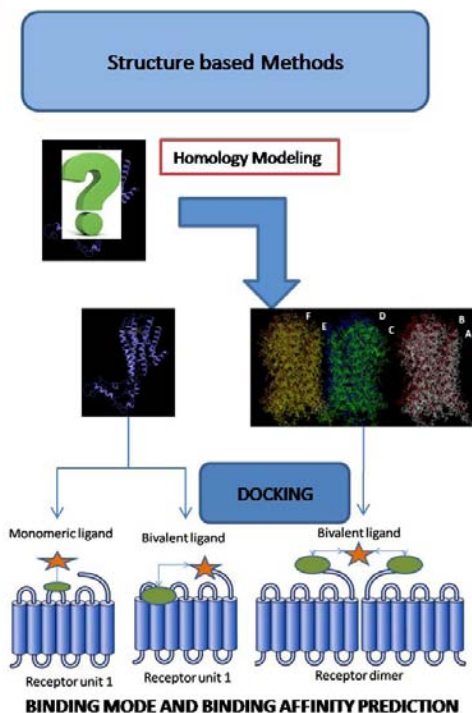 Structure based Methods
?
Homology Modeling
F D B
E C A
DOCKING
Monomeric ligand
Bivalent ligand
Bivalent ligand
Receptor unit 1
Receptor unit 1
Receptor dimer
BINDING MODE AND BINDING AFFINITY PREDICTION